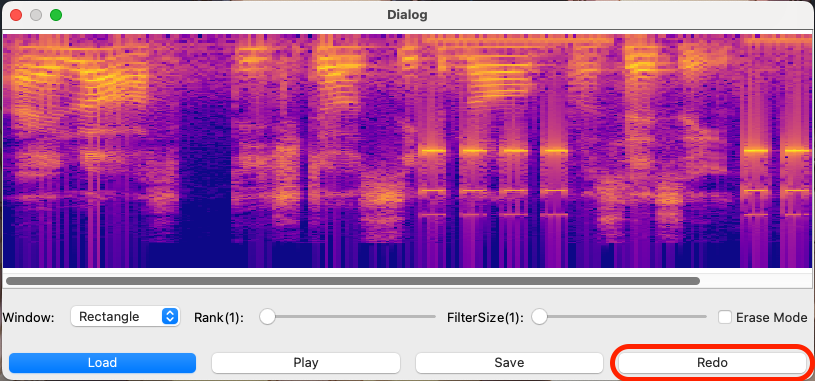 Dialog
Window: Rectangle Rank(1): FilterSize(1): Erase Mode
Load Play Save Redo